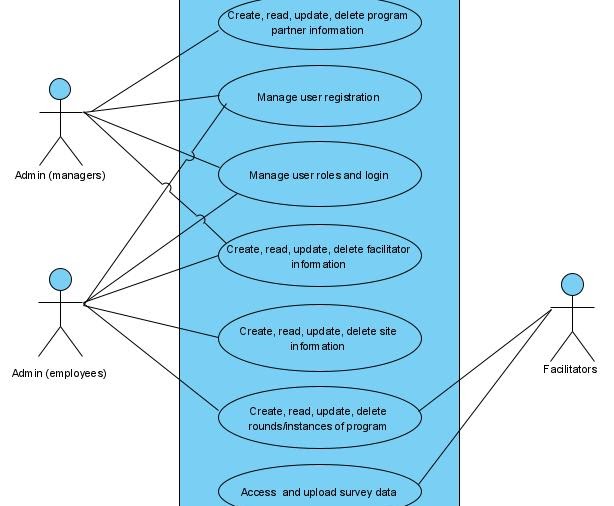 Create, read, update, delete program
partner information
Manage user registration
Admin (managers)
Manage user roles and login
Create, read, update, delete facilitator
information
Create, read, update, delete site
information
Admin (employees)
Facilitators
Create, read, update, delete
rounds/instances of program
Access and upload survey data